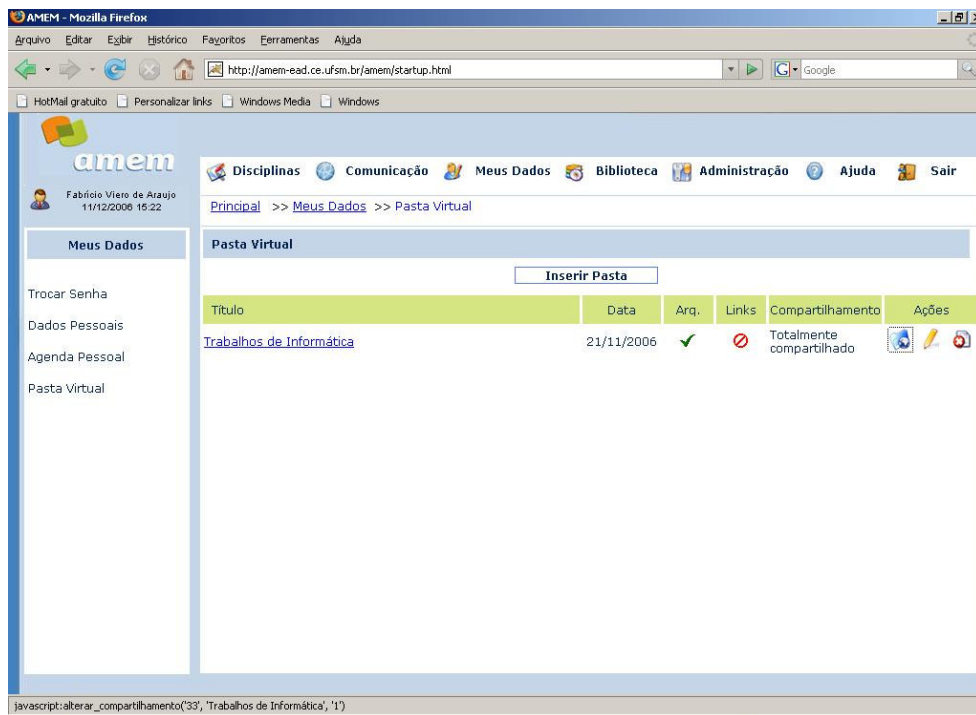 AMEM - Mozilla Firefox
Arquivo Editar Exibir Histórico Favoritos Ferramentas Ajuda
http://amem-ead.ce.ufsm.br/amem/startup.html
G Google
HotMail gratuito Personalizar links Windows Media Windows
amem
Fabrício Viero de Araujo
11/12/2006 15:22
Disciplinas Comunicação Meus Dados Biblioteca Administração Ajuda Sair
Principal >> Meus Dados >> Pasta Virtual
Meus Dados
Trocar Senha
Dados Pessoais
Agenda Pessoal
Pasta Virtual
Pasta Virtual
Inserir Pasta
Título Data Arq. Links Compartilhamento Ações
Trabalhos de Informática 21/11/2006 Totalmente
compartilhado
javascript:alterar_compartilhamento('33', 'Trabalhos de Informática', '1')